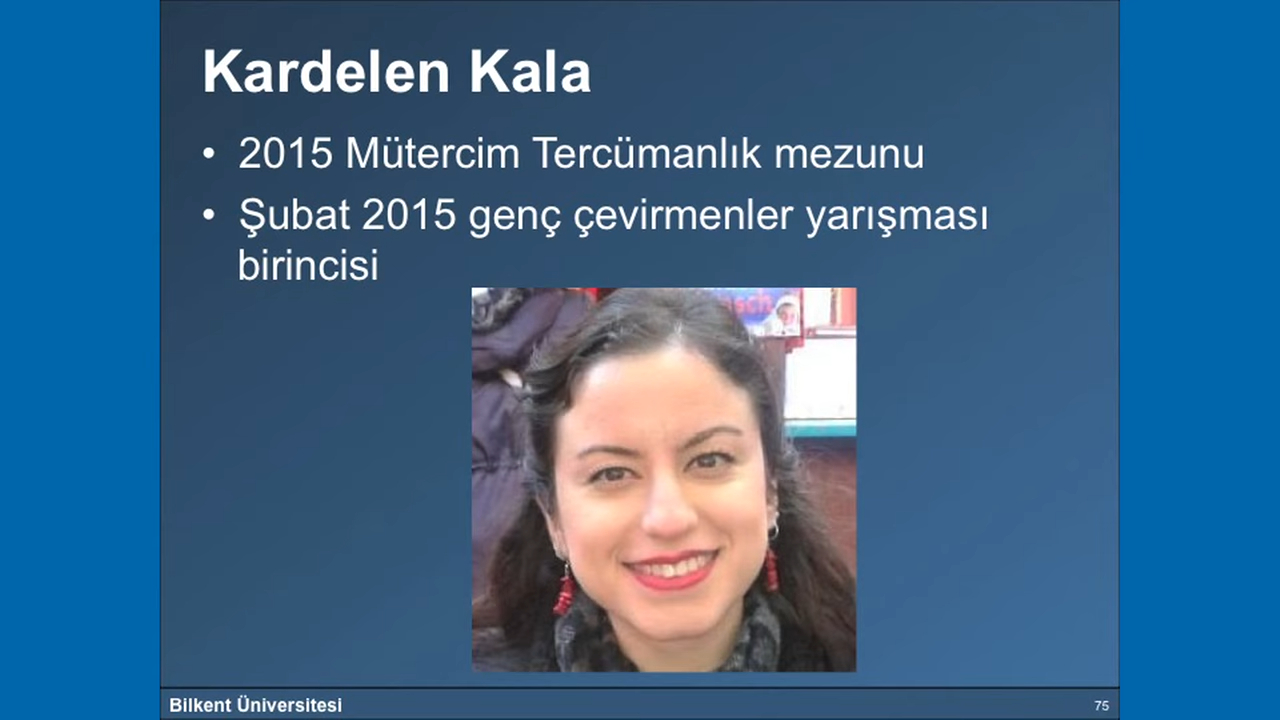 Kardelen Kala
• 2015 Mütercim Tercümanlık mezunu
• Şubat 2015 genç çevirmenler yarışması
birincisi
Bilkent Üniversitesi
75